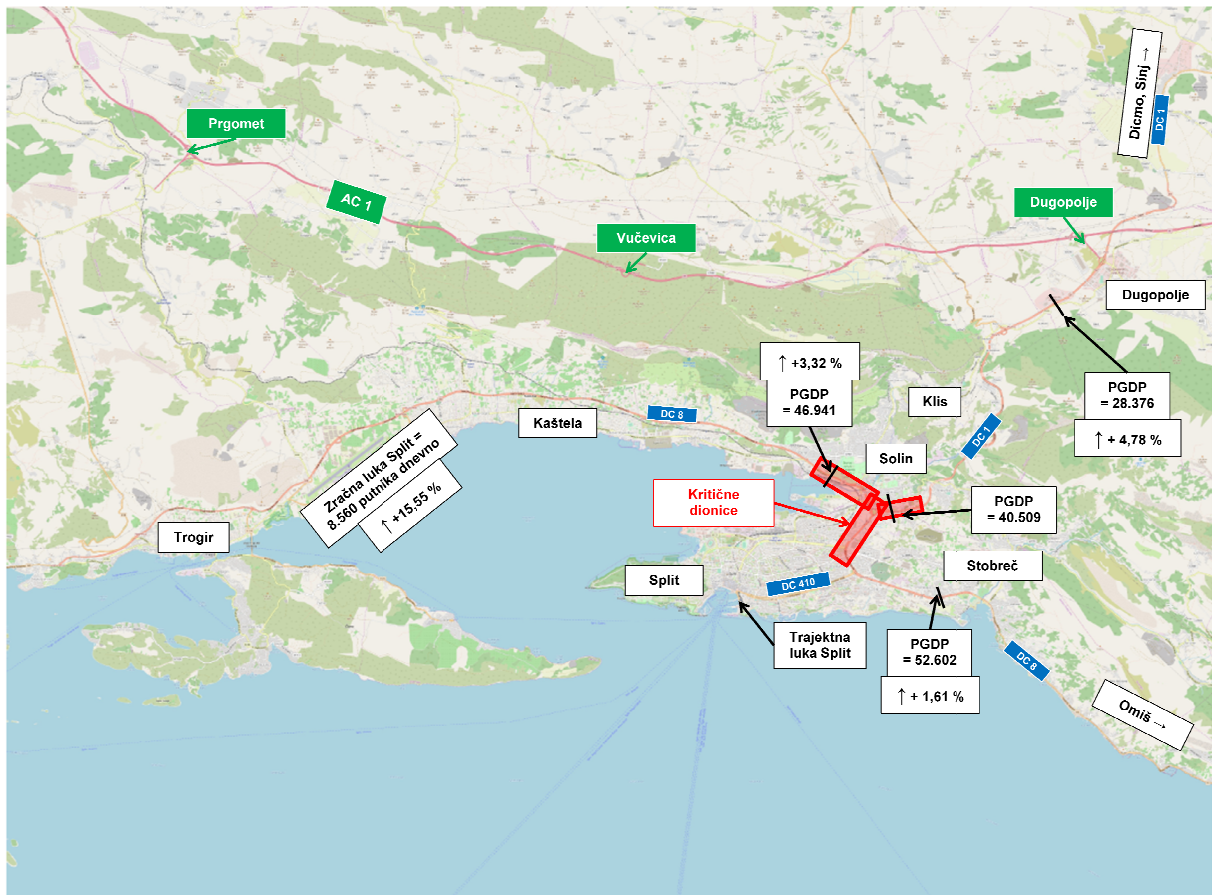 Dicmo, Sinj →
DC 1
Prgomet
AC 1
Dugopolje
Vučevica
Dugopolje
↑ +3,32 %
PGDP
= 46.941
Klis
PGDP
= 28.376
↑ + 4,78 %
DC 8
Kaštela
DC 1
Solin
Zračna luka Split =
8.560 putnika dnevno
↑ +15,55 %
Kritične
dionice
PGDP
= 40.509
Trogir
Stobreč
Split
DC 410
Trajektna
luka Split
PGDP
= 52.602
↑ + 1,61 %
DC 8
Omiš →